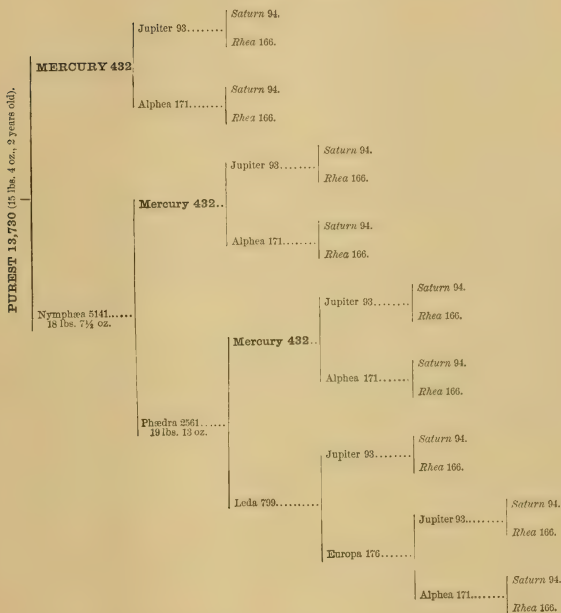 Saturn 94.
Jupiter 93........
Rhea 166.
MERCURY 432
Saturn 94.
Alphea 171.......
Rhea 166.
PUREST 13,730 (15 lbs. 4 oz., 2 years old).
Saturn 94.
Jupiter 93........
Rhea 166.
Mercury 432..
Saturn 94.
Alphea 171.......
Rhea 166.
Nymphæa 5141......
18 lbs. 7½ oz.
Saturn 94.
Jupiter 93........
Rhea 166.
Mercury 432..
Saturn 94.
Alphea 171.......
Rhea 166.
Phædra 2561......
19 lbs. 13 oz.
Saturn 94.
Jupiter 93........
Rhea 166.
Leda 799..........
Saturn 94.
Jupiter 93........
Rhea 166.
Europa 176......
Saturn 94.
Alphea 171.......
Rhea 166.